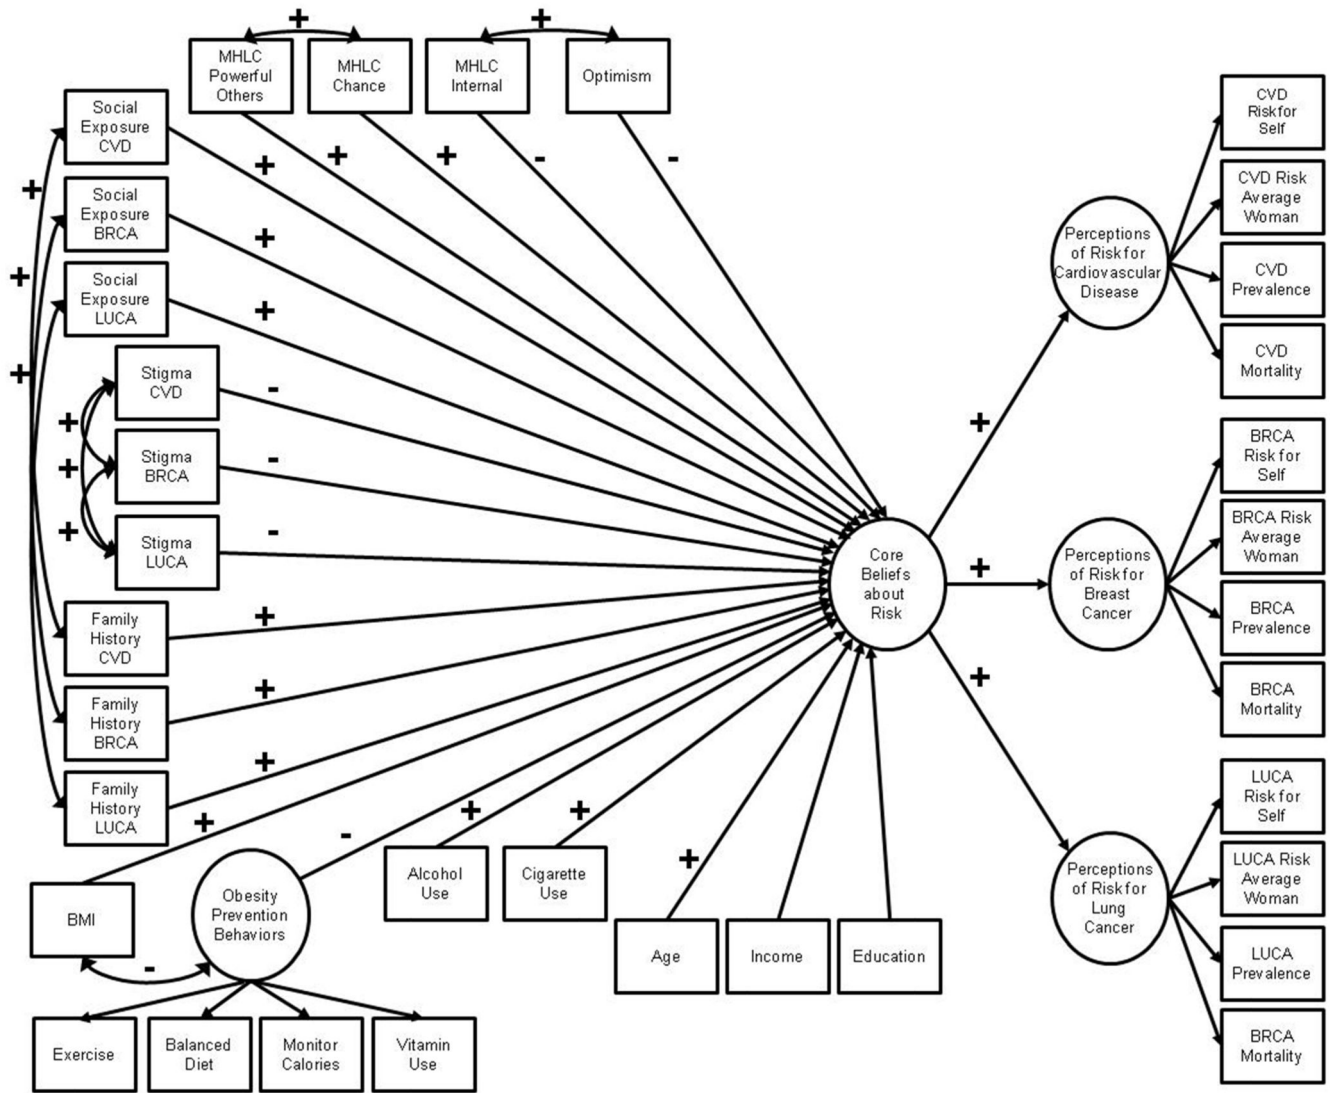 +
+
MHLC
Powerful
Others
MHLC
Chance
MHLC
Internal
Optimism
Social
Exposure
CVD
Social
Exposure
BRCA
Social
Exposure
LUCA
+
+
+
+
+
+
+
+
+
-
-
Stigma
CVD
Stigma
BRCA
Stigma
LUCA
+
+
+
-
-
-
Family
History
CVD
Family
History
BRCA
Family
History
LUCA
+
+
+
BMI
+
-
Obesity
Prevention
Behaviors
-
Exercise
Balanced
Diet
Monitor
Calories
Vitamin
Use
Alcohol
Use
+
Cigarette
Use
+
Age
+
Income
Education
Core
Beliefs
about
Risk
+
+
+
Perceptions
of Risk for
Cardiovascular
Disease
CVD
Riskfor
Self
CVD Risk
Average
Woman
CVD
Prevalence
CVD
Mortality
Perceptions
of Risk for
Breast
Cancer
BRCA
Risk for
Self
BRCA Risk
Average
Woman
BRCA
Prevalence
BRCA
Mortality
Perceptions
of Risk for
Lung
Cancer
LUCA
Risk for
Self
LUCA Risk
Average
Woman
LUCA
Prevalence
BRCA
Mortality